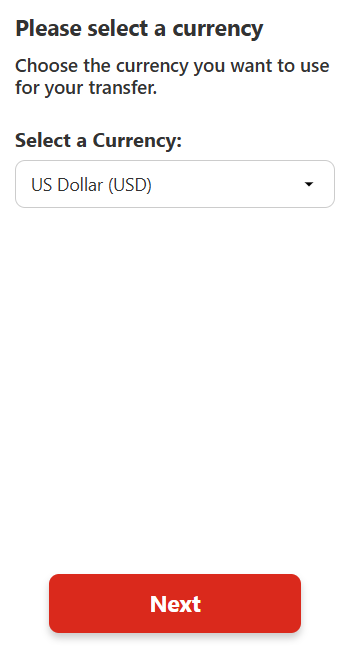 Please select a currency
Choose the currency you want to use
for your transfer.
Select a Currency:
US Dollar (USD)
Next